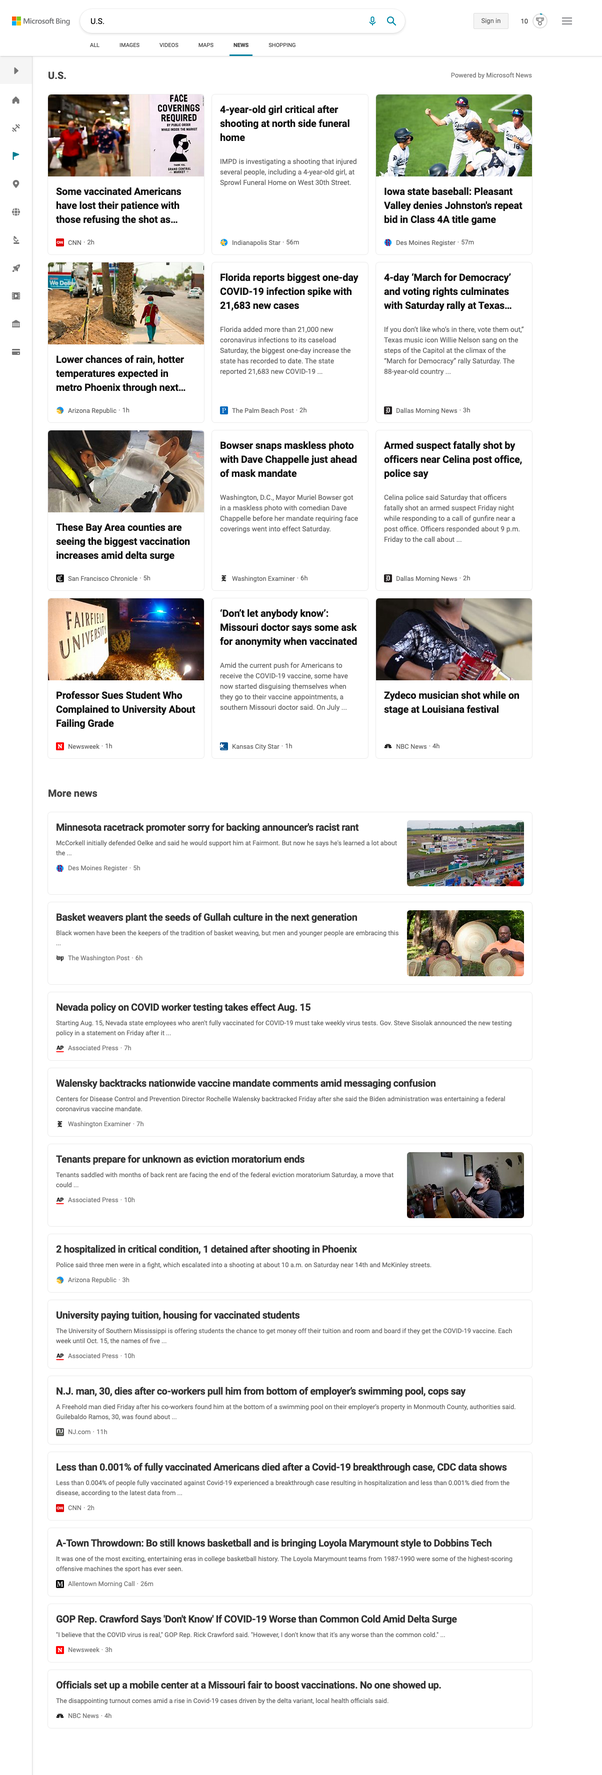 Microsoft Bing
U.S.
Sign in
10
ALL
IMAGES
VIDEOS
MAPS
NEWS
SHOPPING
U.S.
Powered by Microsoft News
FACE
COVERINGS
REQUIRED
Some vaccinated Americans
have lost their patience with
those refusing the shot as...
CNN · 2h
4-year-old girl critical after
shooting at north side funeral
home
IMPD is investigating a shooting that injured
several people, including a 4-year-old girl, at
Sprowl Funeral Home on West 30th Street.
Indianapolis Star · 56m
Iowa state baseball: Pleasant
Valley denies Johnston's repeat
bid in Class 4A title game
Des Moines Register · 57m
We Do
Lower chances of rain, hotter
temperatures expected in
metro Phoenix through next...
Arizona Republic · 1h
Florida reports biggest one-day
COVID-19 infection spike with
21,683 new cases
Florida added more than 21,000 new
coronavirus infections to its caseload
Saturday, the biggest one-day increase the
state has recorded to date. The state
reported 21,683 new COVID-19 ...
The Palm Beach Post · 2h
4-day ‘March for Democracy’
and voting rights culminates
with Saturday rally at Texas...
If you don't like who's in there, vote them out,"
Texas music icon Willie Nelson sang on the
steps of the Capitol at the climax of the
"March for Democracy" rally Saturday. The
88-year-old country ...
Dallas Morning News · 3h
These Bay Area counties are
seeing the biggest vaccination
increases amid delta surge
San Francisco Chronicle · 5h
Bowser snaps maskless photo
with Dave Chappelle just ahead
of mask mandate
Washington, D.C., Mayor Muriel Bowser got
in a maskless photo with comedian Dave
Chappelle before her mandate requiring face
coverings went into effect Saturday.
Washington Examiner · 6h
Armed suspect fatally shot by
officers near Celina post office,
police say
Celina police said Saturday that officers
fatally shot an armed suspect Friday night
while responding to a call of gunfire near a
post office. Officers responded about 9 p.m.
Friday to the call about ...
Dallas Morning News · 2h
FAIRFIELD
UNIVERSITY
Professor Sues Student Who
Complained to University About
Failing Grade
Newsweek · 1h
‘Don’t let anybody know’:
Missouri doctor says some ask
for anonymity when vaccinated
Amid the current push for Americans to
receive the COVID-19 vaccine, some have
now started disguising themselves when
they go to their vaccine appointments, a
southern Missouri doctor said. On July ...
Kansas City Star · 1h
Zydeco musician shot while on
stage at Louisiana festival
NBC News · 4h
More news
Minnesota racetrack promoter sorry for backing announcer's racist rant
McCorkell initially defended Oelke and said he would support him at Fairmont. But now he says he's learned a lot about
the ...
Des Moines Register · 5h
Basket weavers plant the seeds of Gullah culture in the next generation
Black women have been the keepers of the tradition of basket weaving, but men and younger people are embracing this
...
The Washington Post · 6h
Nevada policy on COVID worker testing takes effect Aug. 15
Starting Aug. 15, Nevada state employees who aren't fully vaccinated for COVID-19 must take weekly virus tests. Gov. Steve Sisolak announced the new testing
policy in a statement on Friday after it ...
AP Associated Press · 7h
Walensky backtracks nationwide vaccine mandate comments amid messaging confusion
Centers for Disease Control and Prevention Director Rochelle Walensky backtracked Friday after she said the Biden administration was entertaining a federal
coronavirus vaccine mandate.
Washington Examiner · 7h
Tenants prepare for unknown as eviction moratorium ends
Tenants saddled with months of back rent are facing the end of the federal eviction moratorium Saturday, a move that
could ...
AP Associated Press · 10h
2 hospitalized in critical condition, 1 detained after shooting in Phoenix
Police said three men were in a fight, which escalated into a shooting at about 10 a.m. on Saturday near 14th and McKinley streets.
Arizona Republic · 3h
University paying tuition, housing for vaccinated students
The University of Southern Mississippi is offering students the chance to get money off their tuition and room and board if they get the COVID-19 vaccine. Each
week until Oct. 15, the names of five ...
AP Associated Press · 10h
N.J. man, 30, dies after co-workers pull him from bottom of employer's swimming pool, cops say
A Freehold man died Friday after his co-workers found him at the bottom of a swimming pool on their employer's property in Monmouth County, authorities said.
Guilebaldo Ramos, 30, was found about ...
NJ.com · 11h
Less than 0.001% of fully vaccinated Americans died after a Covid-19 breakthrough case, CDC data shows
Less than 0.004% of people fully vaccinated against Covid-19 experienced a breakthrough case resulting in hospitalization and less than 0.001% died from the
disease, according to the latest data from ...
CNN · 2h
A-Town Throwdown: Bo still knows basketball and is bringing Loyola Marymount style to Dobbins Tech
It was one of the most exciting, entertaining eras in college basketball history. The Loyola Marymount teams from 1987-1990 were some of the highest-scoring
offensive machines the sport has ever seen.
Allentown Morning Call · 26m
GOP Rep. Crawford Says 'Don't Know' If COVID-19 Worse than Common Cold Amid Delta Surge
"I believe that the COVID virus is real," GOP Rep. Rick Crawford said. "However, I don't know that it's any worse than the common cold." ...
Newsweek · 3h
Officials set up a mobile center at a Missouri fair to boost vaccinations. No one showed up.
The disappointing turnout comes amid a rise in Covid-19 cases driven by the delta variant, local health officials said.
NBC News · 4h